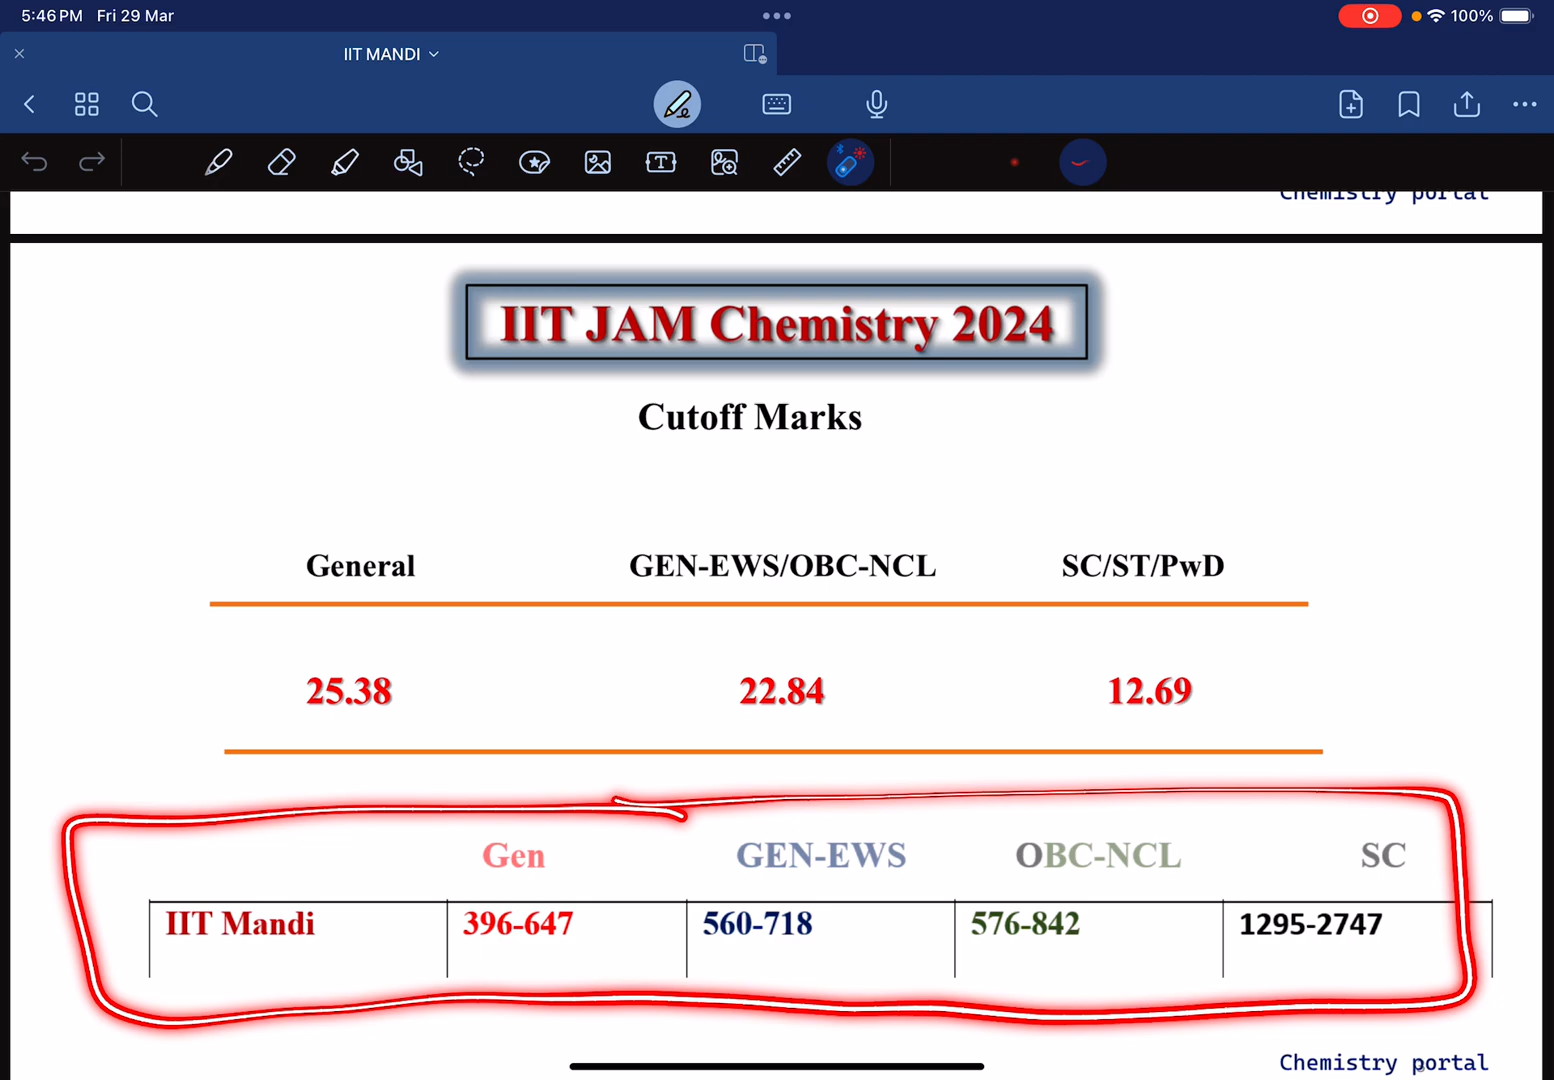 5:46 PM Fri 29 Mar
100%
IIT MANDI
Chemistry portal
IIT JAM Chemistry 2024
Cutoff Marks
General GEN-EWS/OBC-NCL SC/ST/PwD
25.38 22.84 12.69
Gen GEN-EWS OBC-NCL SC
IIT Mandi 396-647 560-718 576-842 1295-2747
Chemistry portal